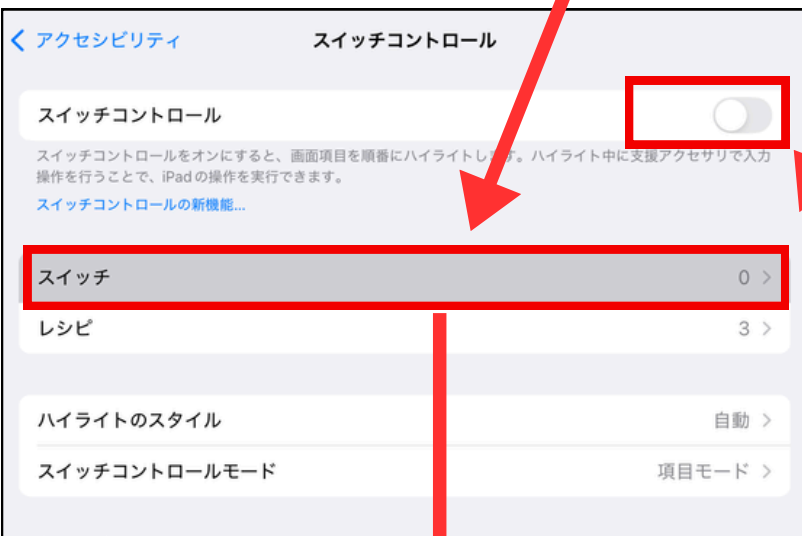 アクセシビリティ スイッチコントロール
スイッチコントロール
スイッチコントロールをオンにすると、画面項目を順番にハイライトし 。ハイライト中に支援アクセサリで入力
操作を行うことで、iPadの操作を実行できます。
スイッチコントロールの新機能...
スイッチ 0
レシピ 3
ハイライトのスタイル 自動
スイッチコントロールモード 項目モード